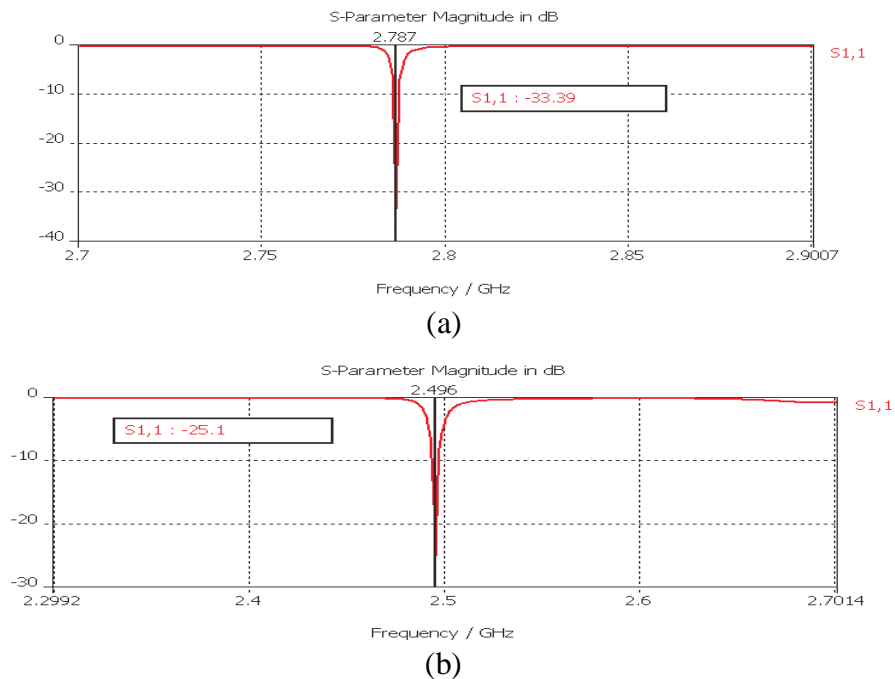 S-Parameter Magnitude in dB
2.787
0
S1,1
-10
S1,1 : -33.39
-20
-30
-40
2.7 2.75 2.8 2.85 2.9007
Frequency / GHz
(a)
S-Parameter Magnitude in dB
2.496
0
S1,1
S1,1 : -25.1
-10
-20
-30
2.2992 2.4 2.5 2.6 2.7014
Frequency / GHz
(b)